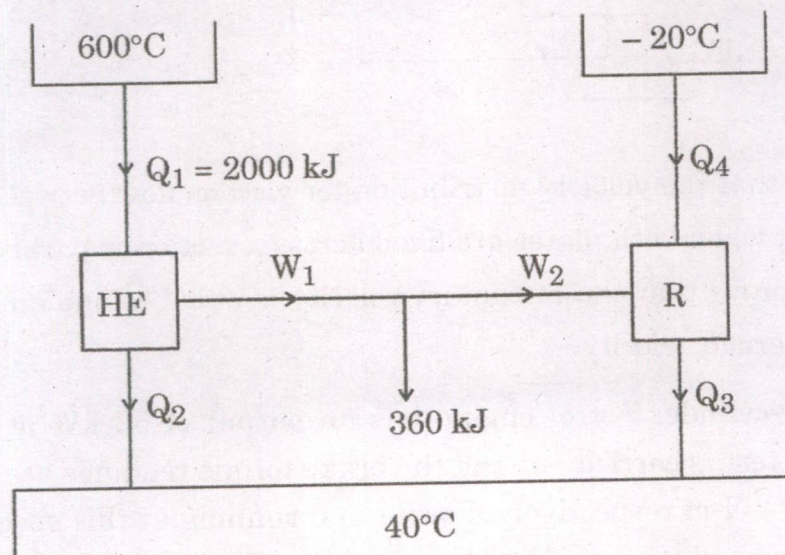 600°C
– 20°C
Q₁ = 2000 kJ
Q₄
W₁
W₂
HE
R
Q₂
360 kJ
Q₃
40°C